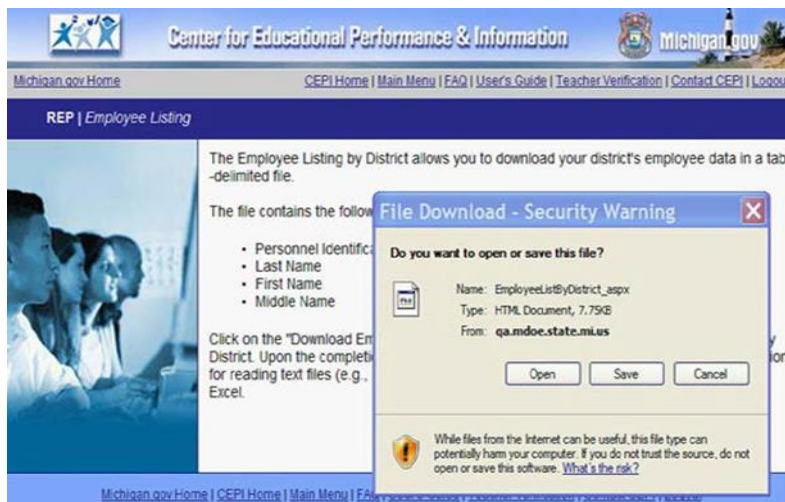 Center for Educational Performance & Information
Michigan.gov
Michigan.gov Home
CEPI Home | Main Menu | FAQ | User's Guide | Teacher Verification | Contact CEPI | Logou
REP | Employee Listing
The Employee Listing by District allows you to download your district's employee data in a tab
-delimited file.
The file contains the follow
• Personnel Identifica
• Last Name
• First Name
• Middle Name
Click on the "Download Em
District. Upon the completi
for reading text files (e.g.,
Excel.
File Download - Security Warning
Do you want to open or save this file?
Name: EmployeeListByDistrict_aspx
Type: HTML Document, 7.75KB
From: qa.mdoe.state.mi.us
Open Save Cancel
While files from the Internet can be useful, this file type can
potentially harm your computer. If you do not trust the source, do not
open or save this software. What's the risk?
Michigan.gov Home | CEPI Home | Main Menu | FA